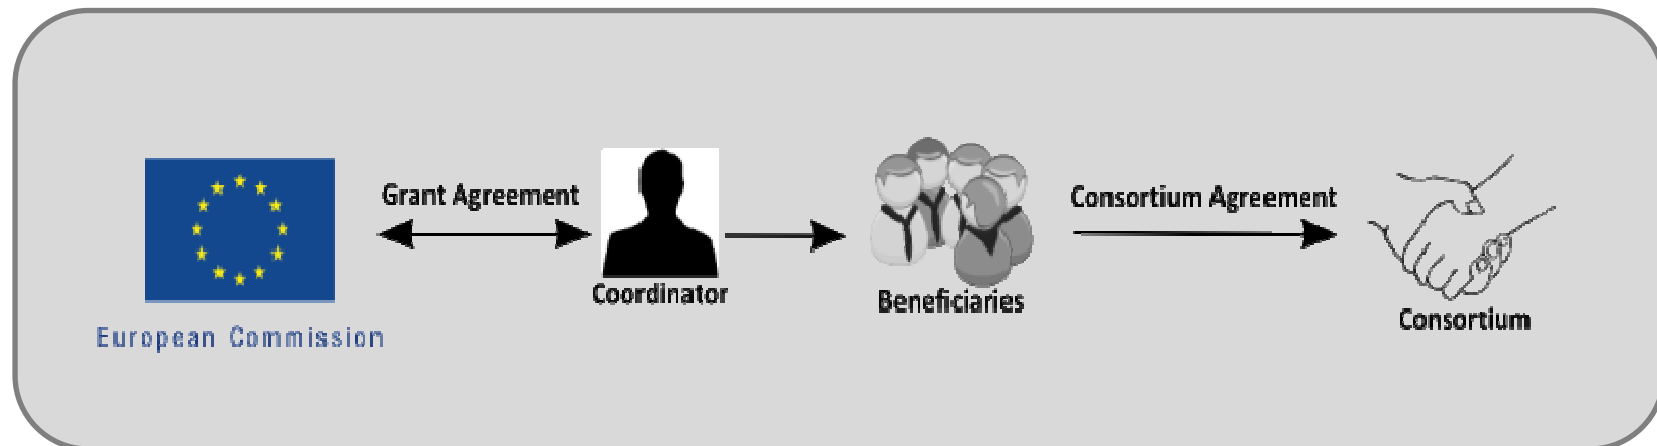 Grant Agreement
Coordinator
European Commission
Beneficiaries
Consortium Agreement
Consortium